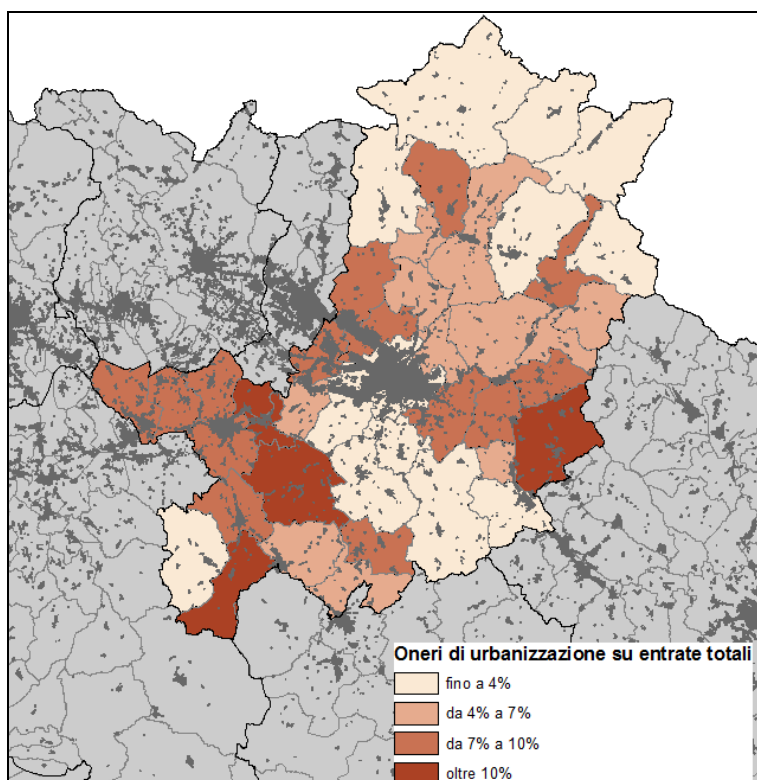 Oneri di urbanizzazione su entrate totali
fino a 4%
da 4% a 7%
da 7% a 10%
oltre 10%